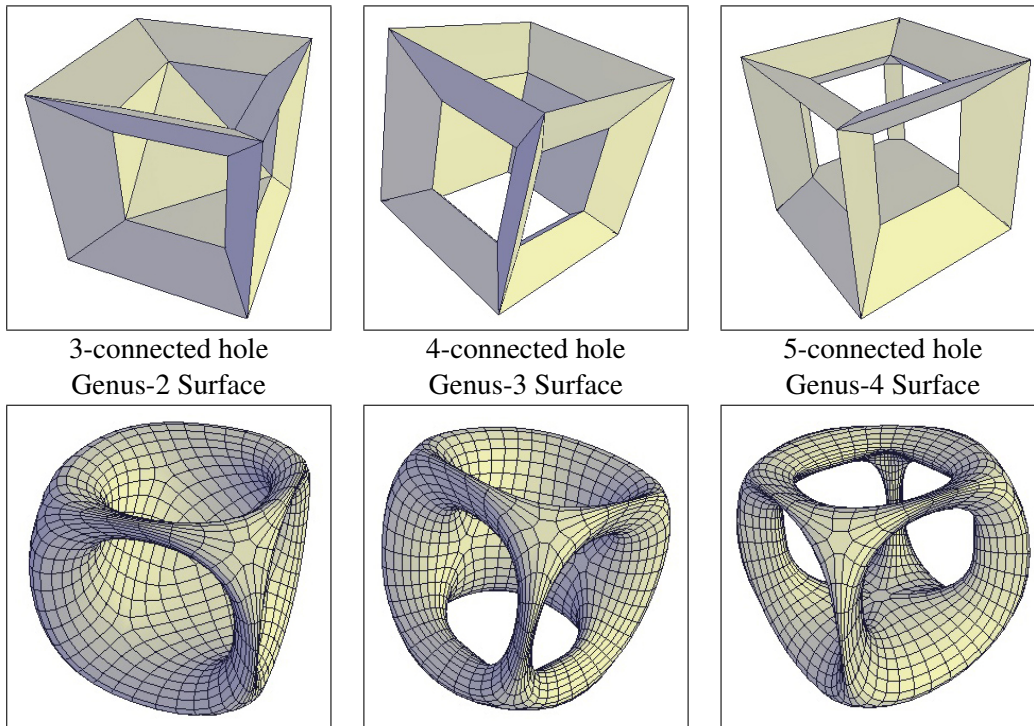 3-connected hole
Genus-2 Surface
4-connected hole
Genus-3 Surface
5-connected hole
Genus-4 Surface